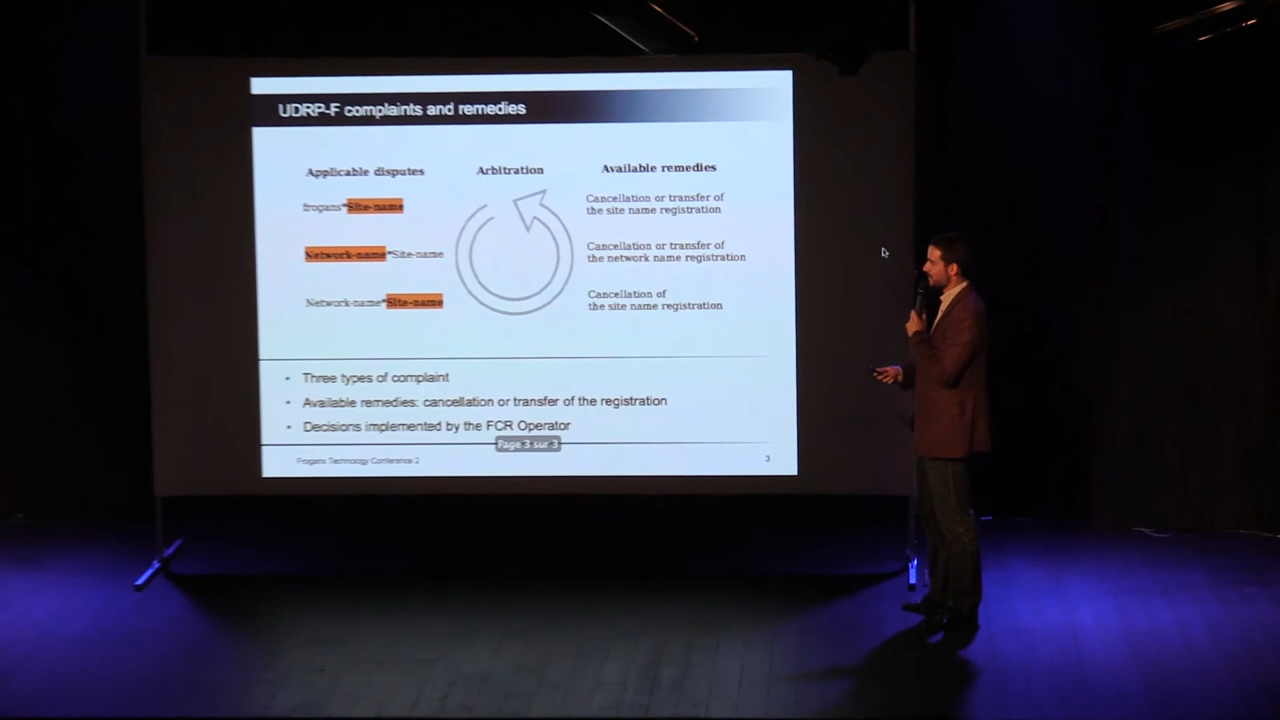 UDRP-F complaints and remedies
Applicable disputes
Arbitration
Available remedies
frogans*Site-name
Cancellation or transfer of
the site name registration
Network-name*Site-name
Cancellation or transfer of
the network name registration
Network-name*Site-name
Cancellation of
the site name registration
• Three types of complaint
• Available remedies: cancellation or transfer of the registration
• Decisions implemented by the FCR Operator
Page 3 sur 3
Frogans Technology Conference 2
3